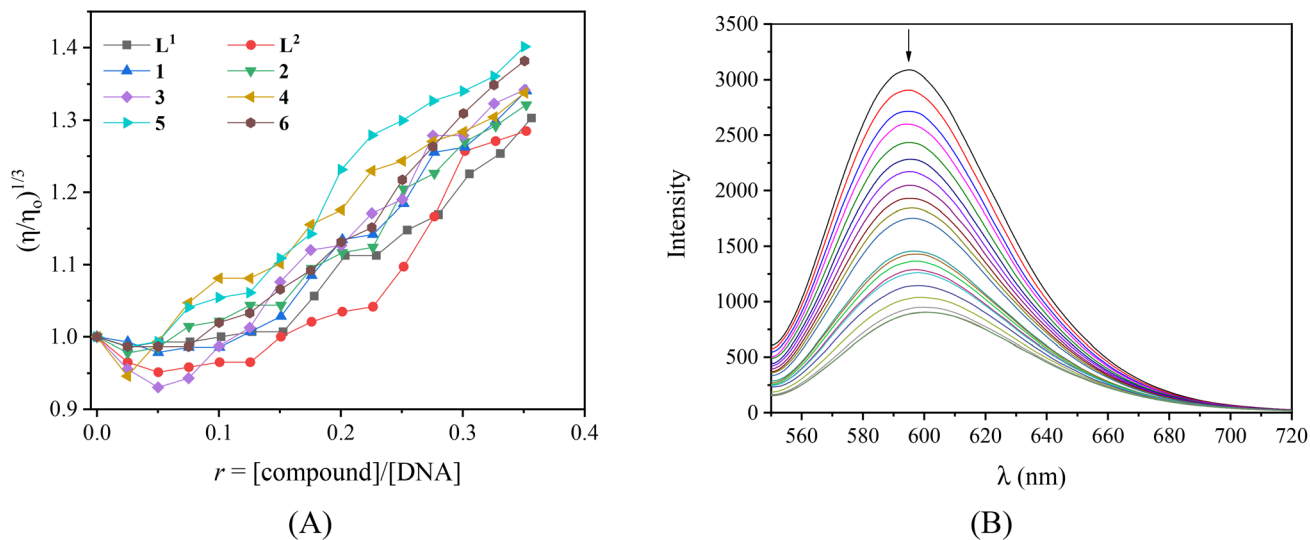 L¹ L²
1 2
3 4
5 6
1.4
1.3
1.2
1.1
1.0
0.9
(η/ηo)1/3
0.0 0.1 0.2 0.3 0.4
r = [compound]/[DNA]
(A)
3500
3000
2500
2000
1500
1000
500
0
Intensity
560 580 600 620 640 660 680 700 720
λ (nm)
(B)